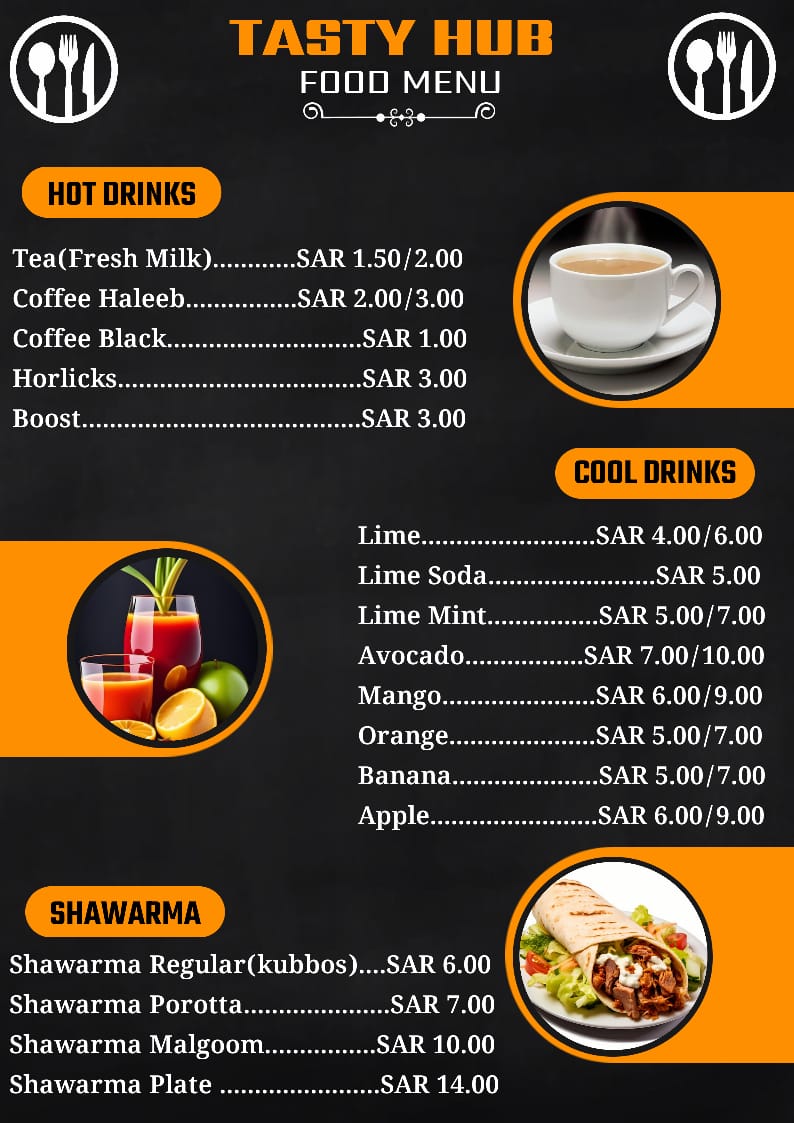 TASTY HUB
FOOD MENU
HOT DRINKS
Tea(Fresh Milk)............SAR 1.50/2.00
Coffee Haleeb................SAR 2.00/3.00
Coffee Black............................SAR 1.00
Horlicks...................................SAR 3.00
Boost........................................SAR 3.00
COOL DRINKS
Lime.........................SAR 4.00/6.00
Lime Soda........................SAR 5.00
Lime Mint................SAR 5.00/7.00
Avocado.................SAR 7.00/10.00
Mango......................SAR 6.00/9.00
Orange.....................SAR 5.00/7.00
Banana.....................SAR 5.00/7.00
Apple........................SAR 6.00/9.00
SHAWARMA
Shawarma Regular(kubbos)....SAR 6.00
Shawarma Porotta.....................SAR 7.00
Shawarma Malgoom................SAR 10.00
Shawarma Plate .......................SAR 14.00